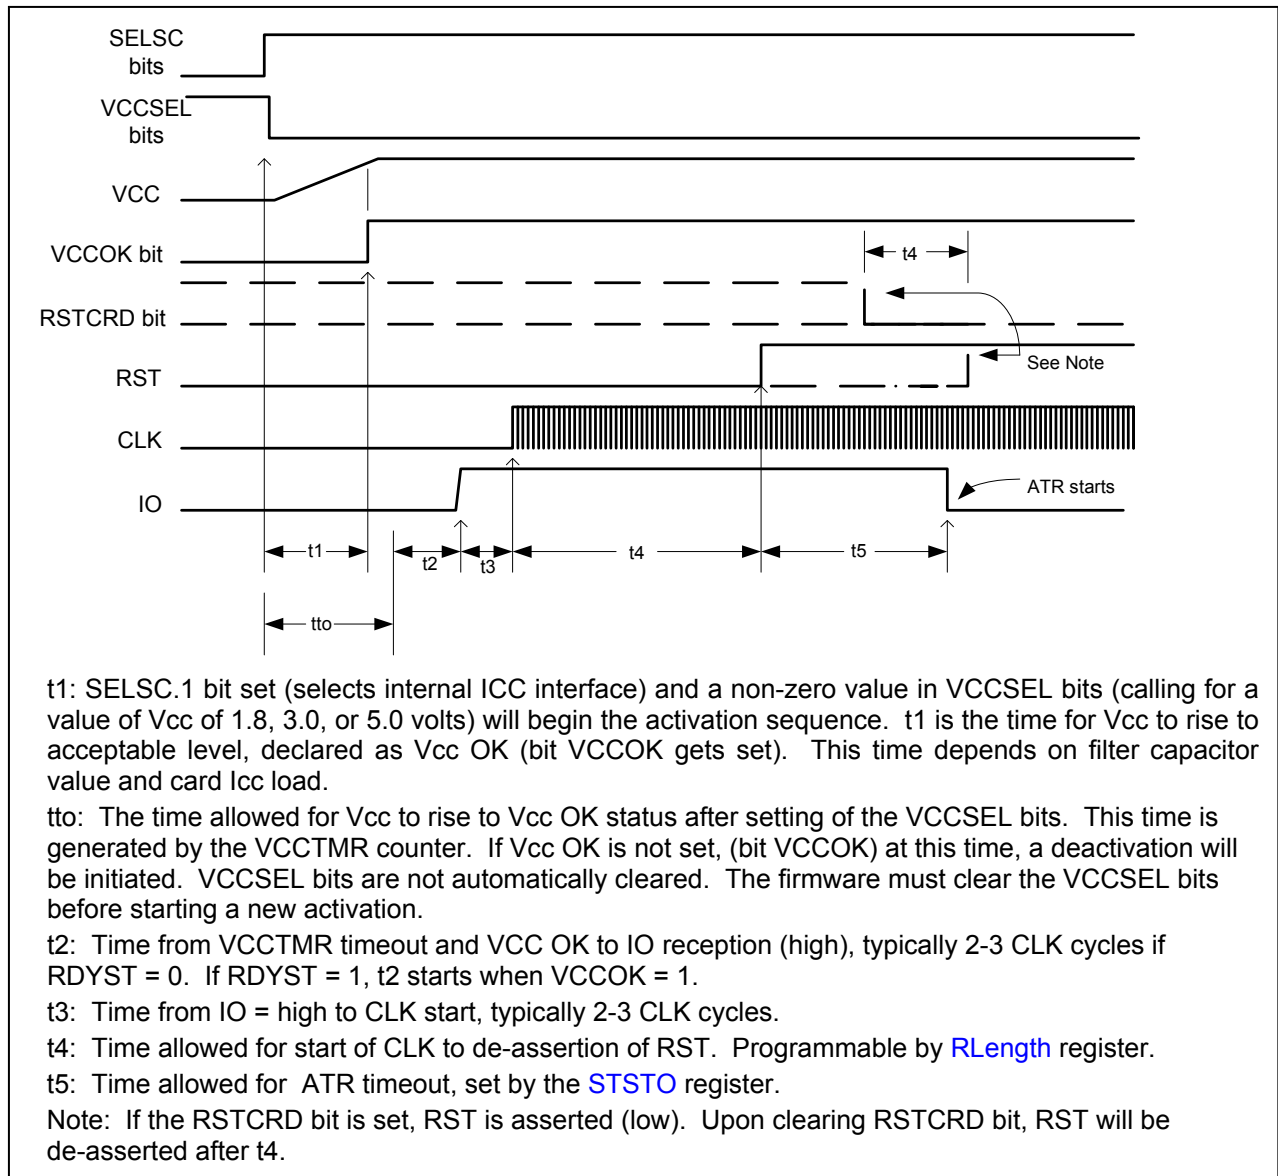 SELSC
bits
VCCSEL
bits
VCC
VCCOK bit
t4
RSTCRD bit
See Note
RST
CLK
ATR starts
IO
t1
t2
t3
t4
t5
tto
t1: SELSC.1 bit set (selects internal ICC interface) and a non-zero value in VCCSEL bits (calling for a
value of Vcc of 1.8, 3.0, or 5.0 volts) will begin the activation sequence. t1 is the time for Vcc to rise to
acceptable level, declared as Vcc OK (bit VCCOK gets set). This time depends on filter capacitor
value and card Icc load.
tto: The time allowed for Vcc to rise to Vcc OK status after setting of the VCCSEL bits. This time is
generated by the VCCTMR counter. If Vcc OK is not set, (bit VCCOK) at this time, a deactivation will
be initiated. VCCSEL bits are not automatically cleared. The firmware must clear the VCCSEL bits
before starting a new activation.
t2: Time from VCCTMR timeout and VCC OK to IO reception (high), typically 2-3 CLK cycles if
RDYST = 0. If RDYST = 1, t2 starts when VCCOK = 1.
t3: Time from IO = high to CLK start, typically 2-3 CLK cycles.
t4: Time allowed for start of CLK to de-assertion of RST. Programmable by RLength register.
t5: Time allowed for ATR timeout, set by the STSTO register.
Note: If the RSTCRD bit is set, RST is asserted (low). Upon clearing RSTCRD bit, RST will be
de-asserted after t4.